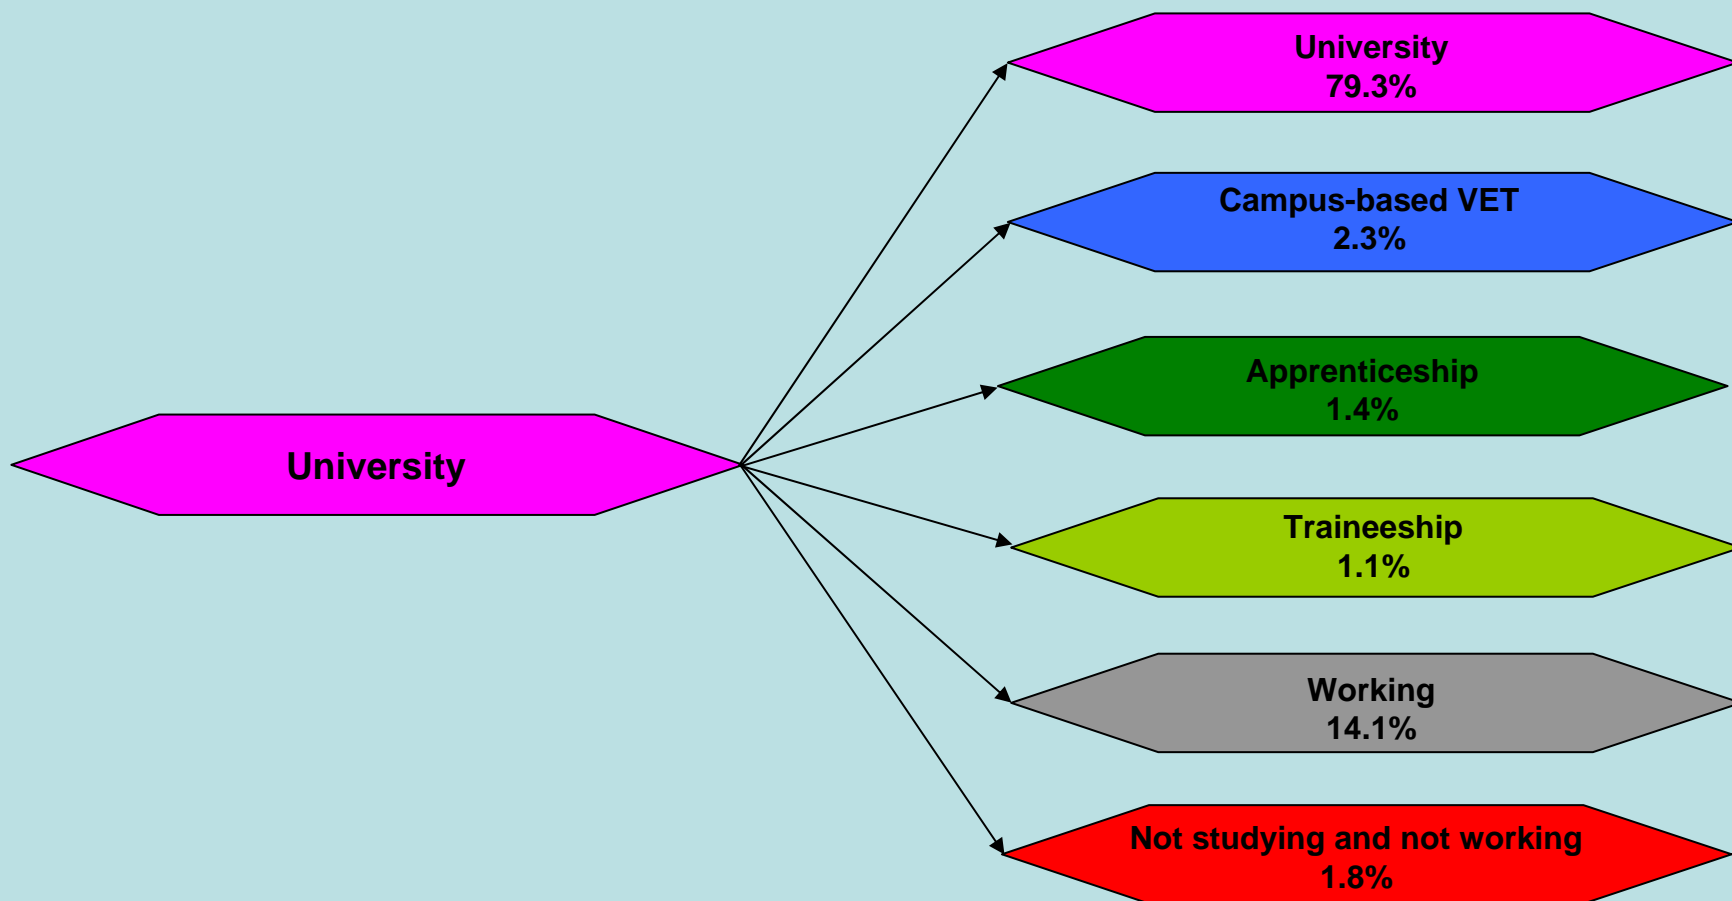 University
University
79.3%
Campus-based VET
2.3%
Apprenticeship
1.4%
Traineeship
1.1%
Working
14.1%
Not studying and not working
1.8%